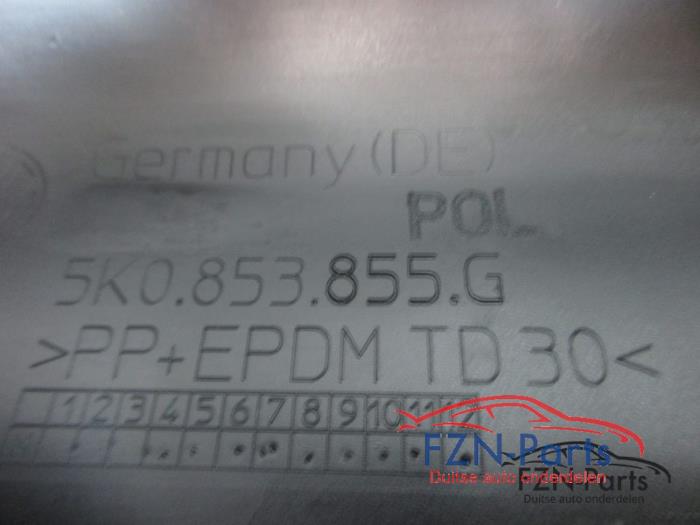 Germany (DE)
POL
5K0.853.855.G
>PP+EPDM TD 30<
1 2 3 4 5 6 7 8 9 10 11 12
FZN-Parts
Duitse auto onderdelen
FZN-Parts
Duitse auto onderdelen